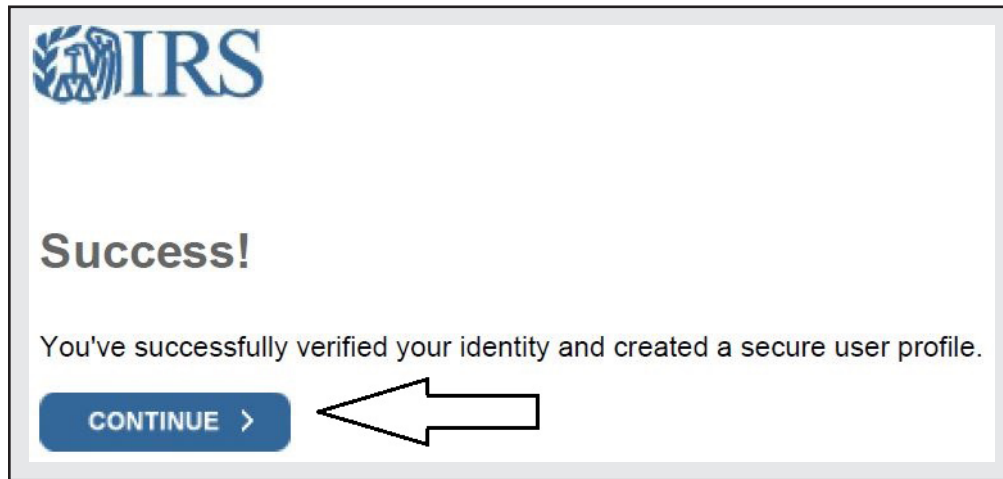 IRS
Success!
You've successfully verified your identity and created a secure user profile.
CONTINUE >